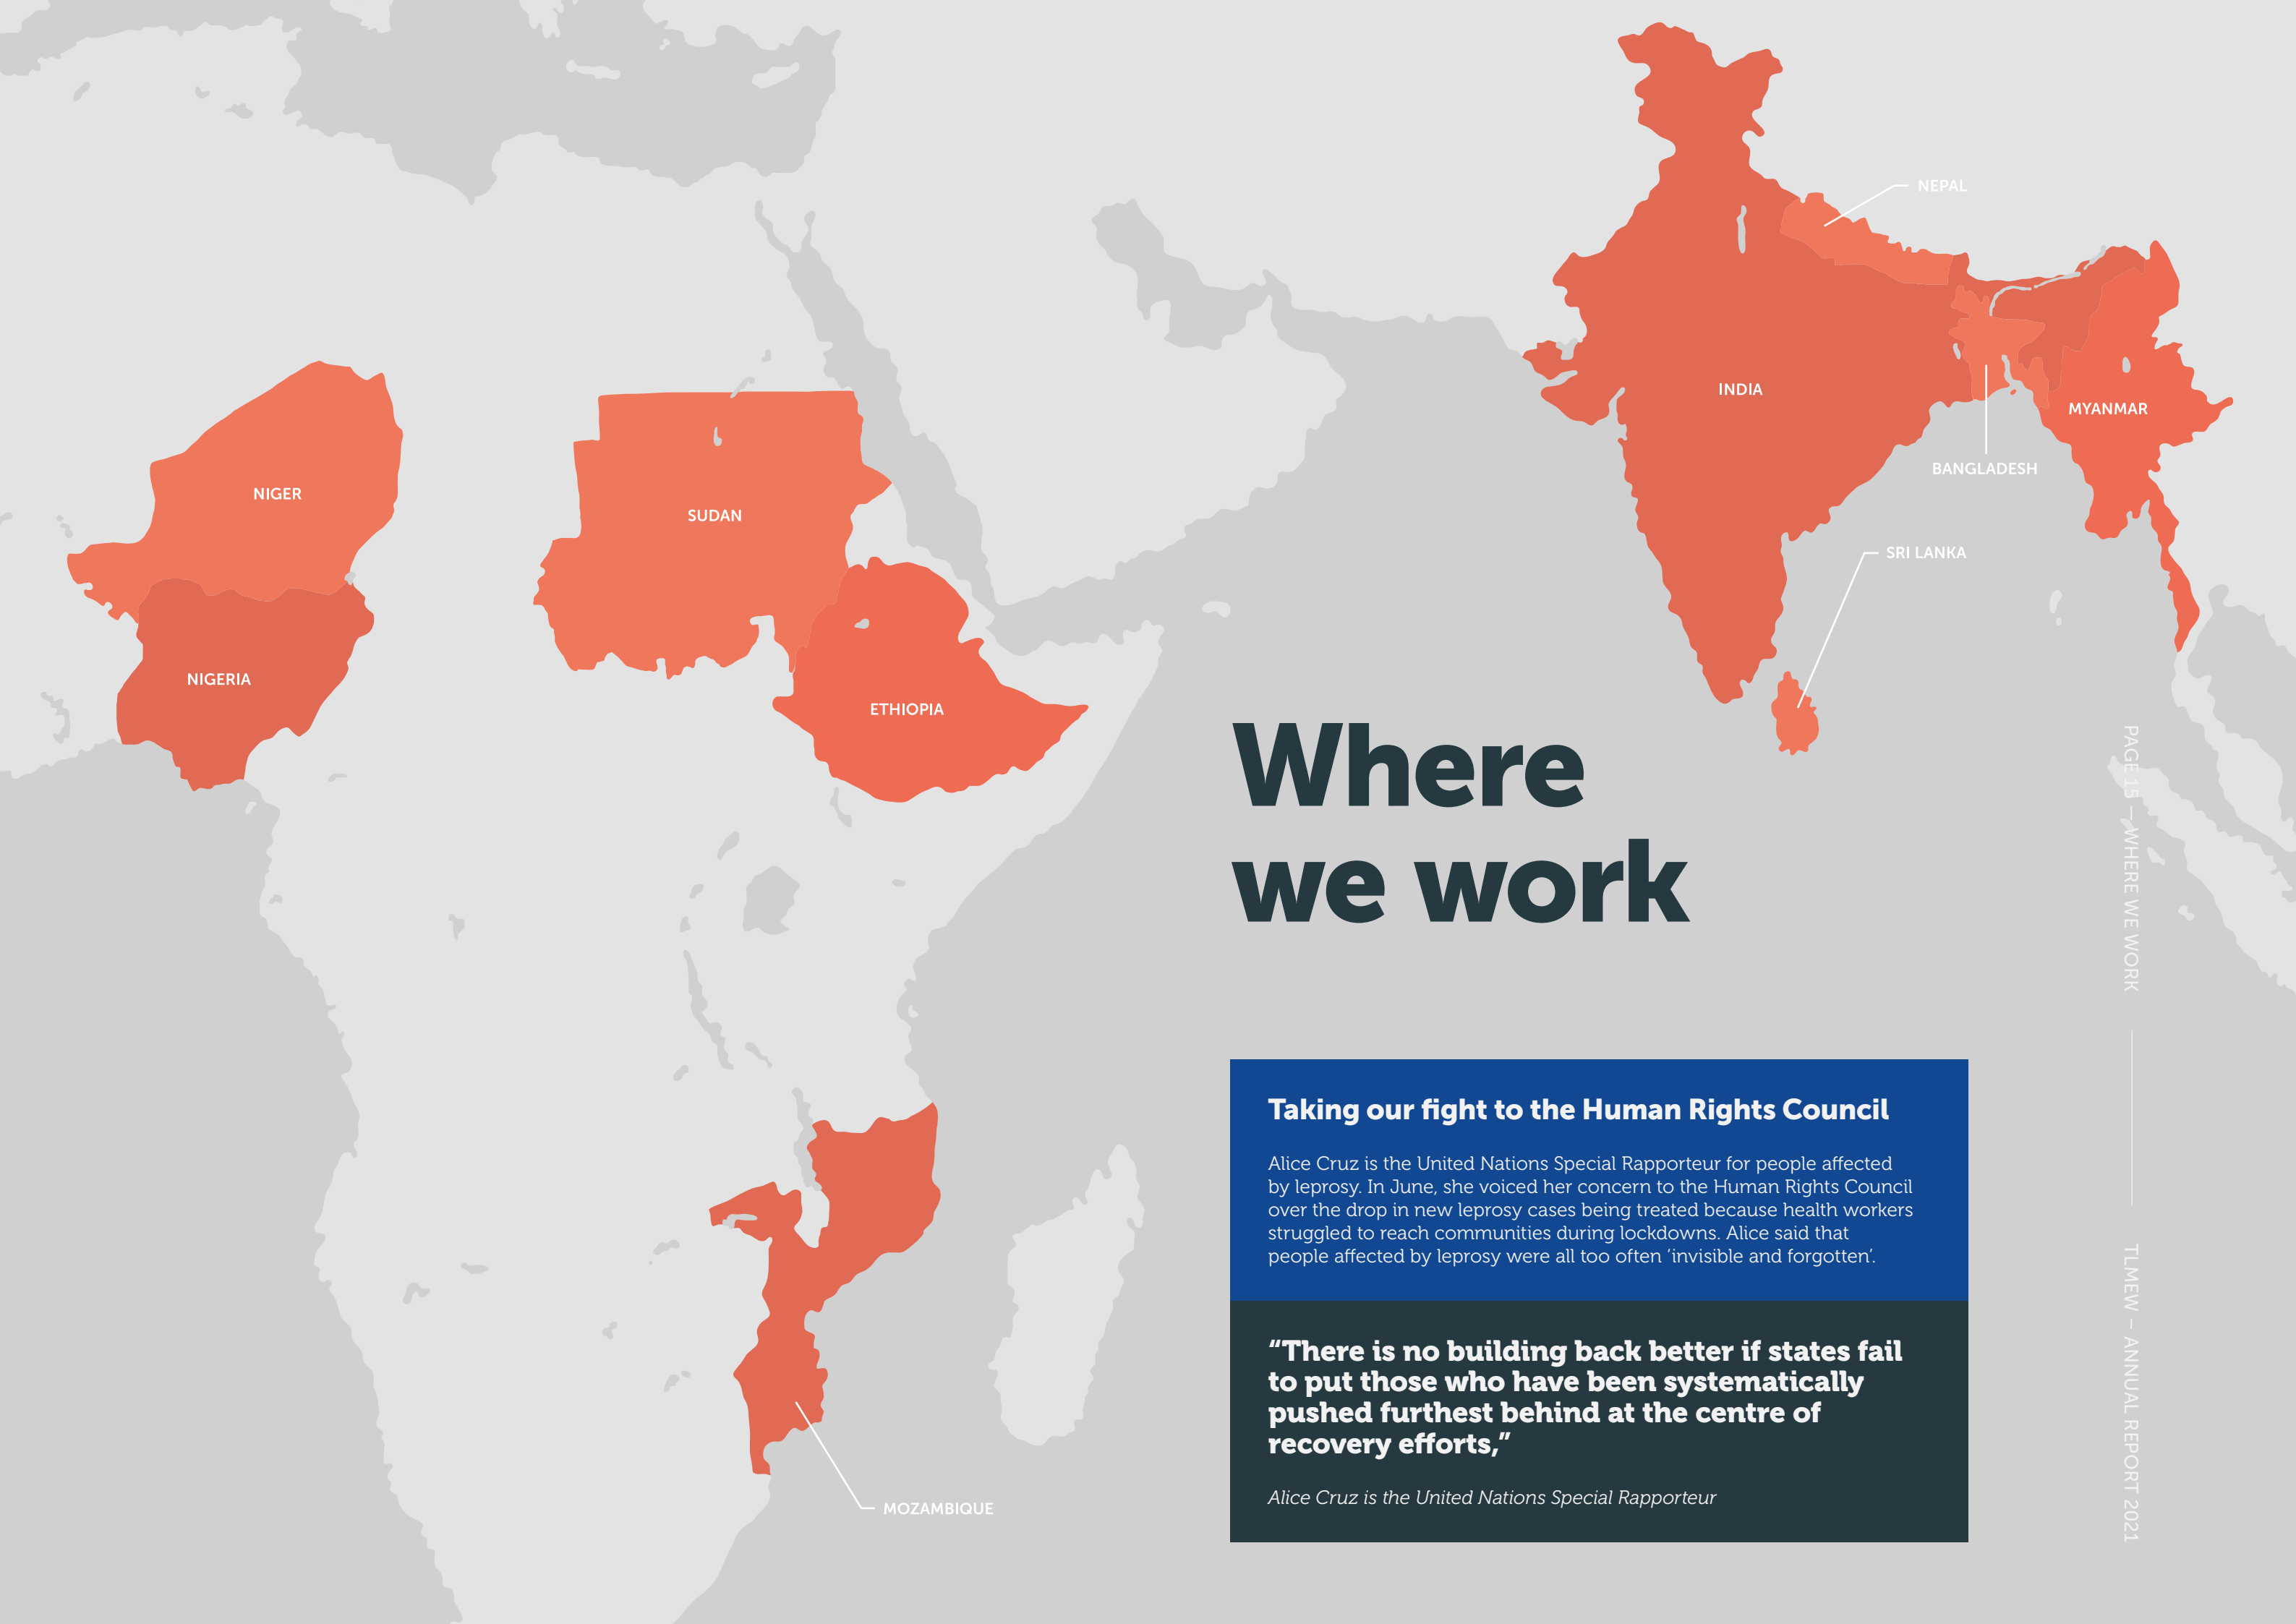 NEPAL
INDIA
MYANMAR
BANGLADESH
NIGER
SUDAN
SRI LANKA
NIGERIA
ETHIOPIA
MOZAMBIQUE
Where
we work
Taking our fight to the Human Rights Council
Alice Cruz is the United Nations Special Rapporteur for people affected
by leprosy. In June, she voiced her concern to the Human Rights Council
over the drop in new leprosy cases being treated because health workers
struggled to reach communities during lockdowns. Alice said that
people affected by leprosy were all too often ‘invisible and forgotten’.
“There is no building back better if states fail
to put those who have been systematically
pushed furthest behind at the centre of
recovery efforts,”
Alice Cruz is the United Nations Special Rapporteur
PAGE 15 — WHERE WE WORK
TLMEW – ANNUAL REPORT 2021